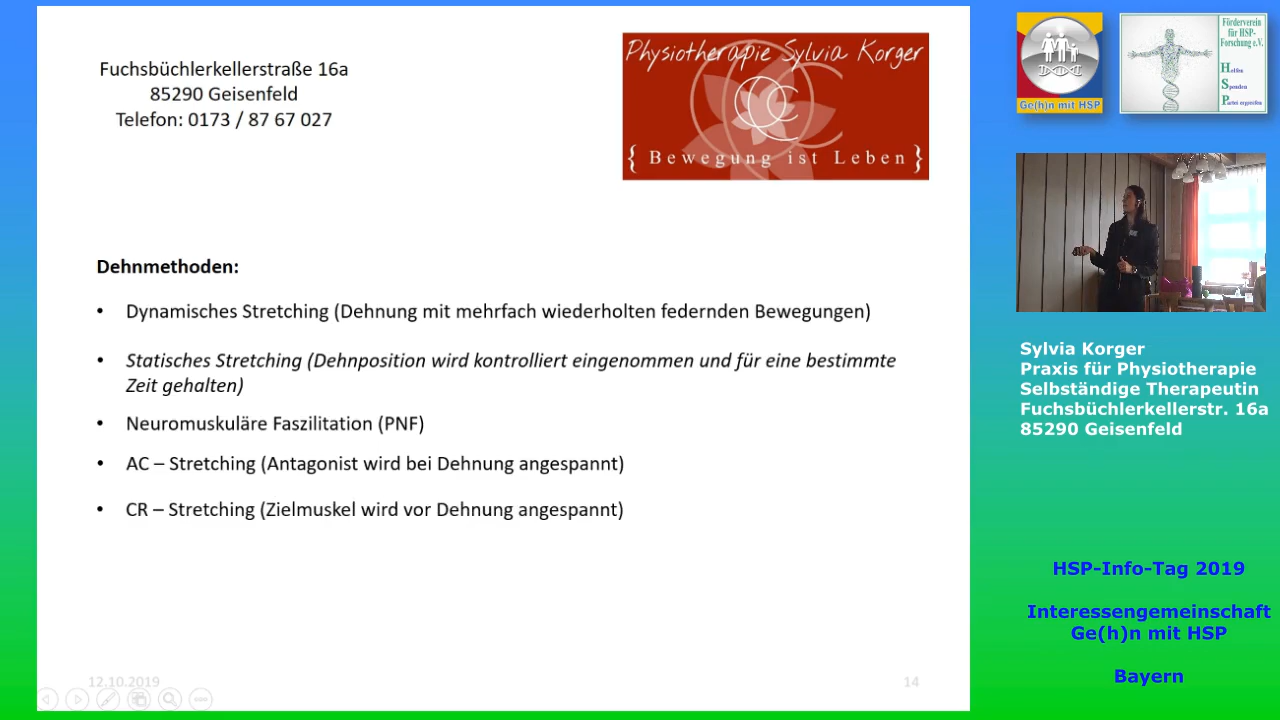 Fuchsbüchlerkellerstraße 16a
85290 Geisenfeld
Telefon: 0173 / 87 67 027
Physiotherapie Sylvia Korger
{ Bewegung ist Leben }
Dehnmethoden:
• Dynamisches Stretching (Dehnung mit mehrfach wiederholten federnden Bewegungen)
• Statisches Stretching (Dehnposition wird kontrolliert eingenommen und für eine bestimmte
Zeit gehalten)
• Neuromuskuläre Faszilitation (PNF)
• AC – Stretching (Antagonist wird bei Dehnung angespannt)
• CR – Stretching (Zielmuskel wird vor Dehnung angespannt)
12.10.2019
14
Ge(h)n mit HSP
Förderverein
für HSP-
Forschung e.V.
Helfen
Spenden
Partei ergreifen
Sylvia Korger
Praxis für Physiotherapie
Selbständige Therapeutin
Fuchsbüchlerkellerstr. 16a
85290 Geisenfeld
HSP-Info-Tag 2019
Interessengemeinschaft
Ge(h)n mit HSP
Bayern